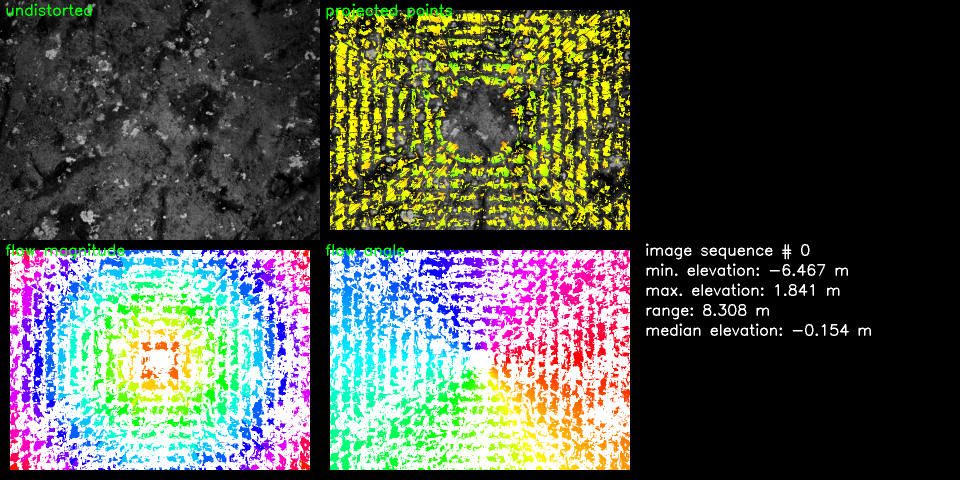 undistorted
projected points
flow magnitude
flow angle
image sequence # 0
min. elevation: −6.467 m
max. elevation: 1.841 m
range: 8.308 m
median elevation: −0.154 m